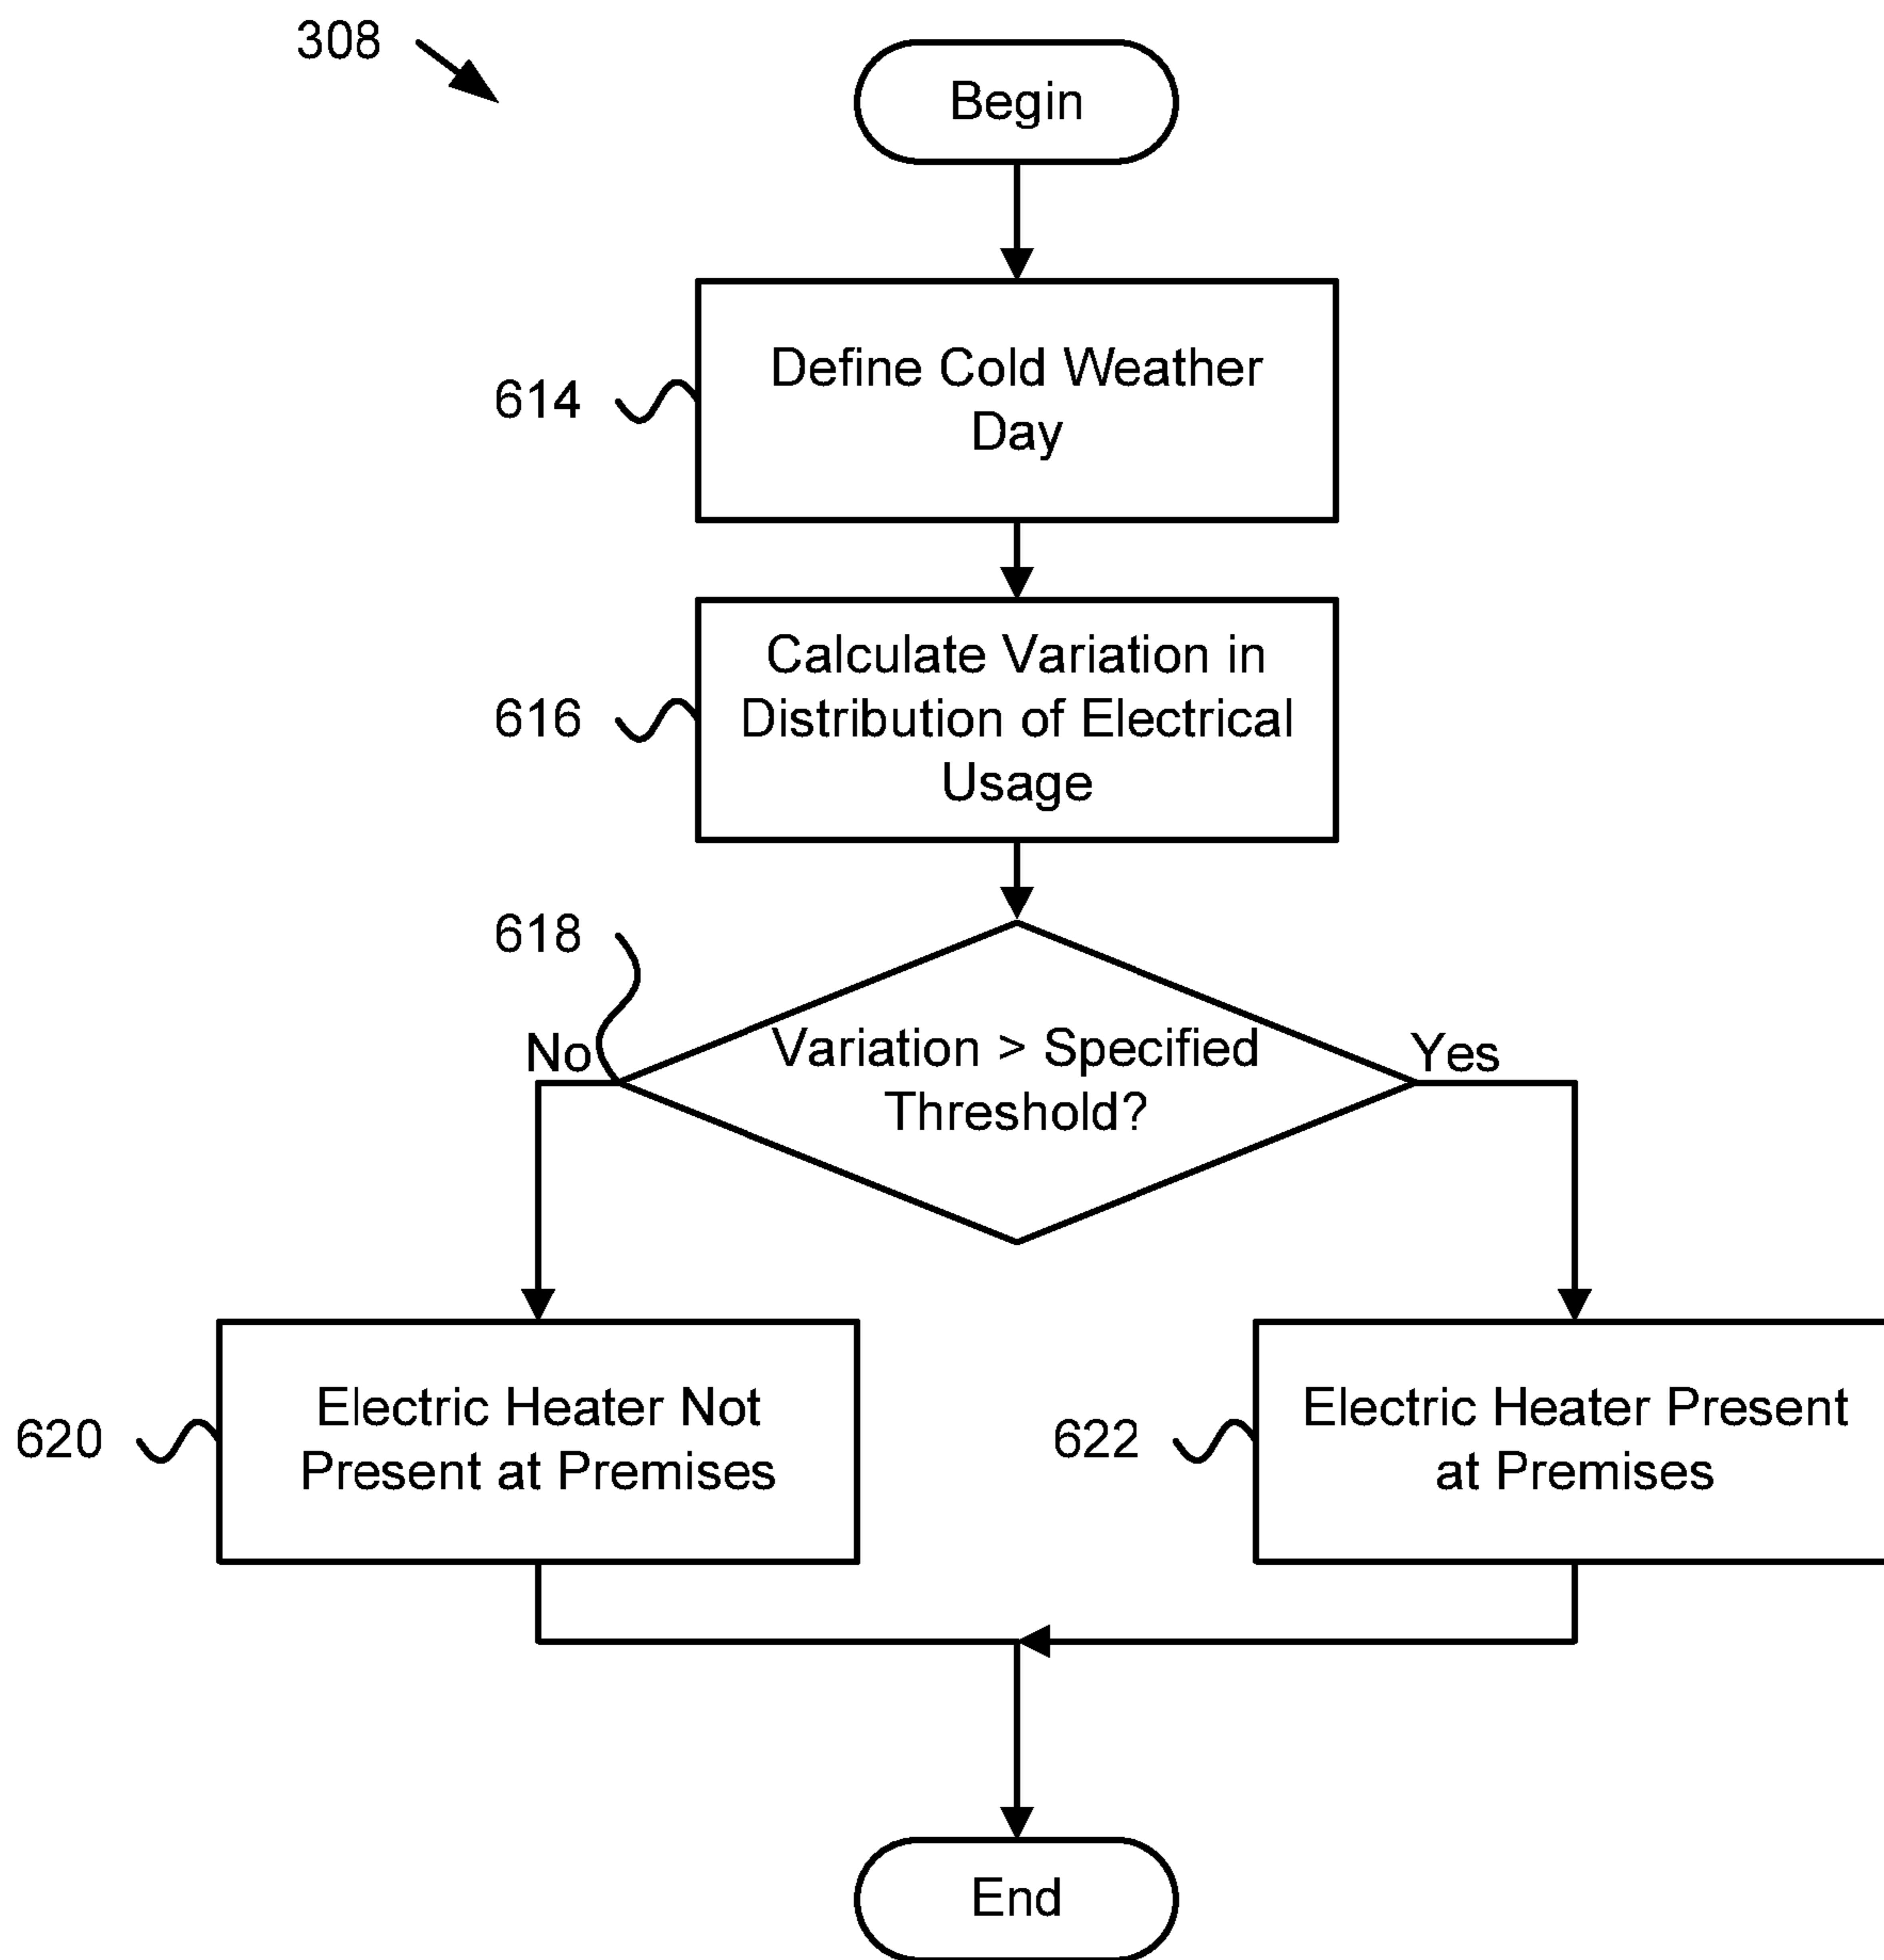 308
Begin
614
Define Cold Weather
Day
616
Calculate Variation in
Distribution of Electrical
Usage
618
No
Variation > Specified
Threshold?
Yes
620
Electric Heater Not
Present at Premises
622
Electric Heater Present
at Premises
End